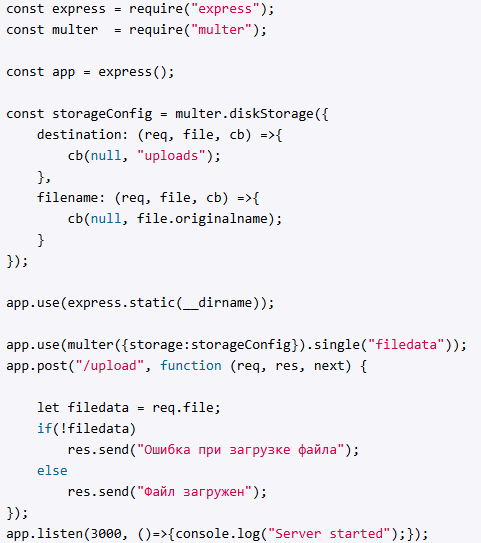 const express = require("express");
const multer  = require("multer");

const app = express();

const storageConfig = multer.diskStorage({
    destination: (req, file, cb) =>{
        cb(null, "uploads");
    },
    filename: (req, file, cb) =>{
        cb(null, file.originalname);
    }
});

app.use(express.static(__dirname));

app.use(multer({storage:storageConfig}).single("filedata"));
app.post("/upload", function (req, res, next) {

    let filedata = req.file;
    if(!filedata)
        res.send("Ошибка при загрузке файла");
    else
        res.send("Файл загружен");
});
app.listen(3000, ()=>{console.log("Server started");});